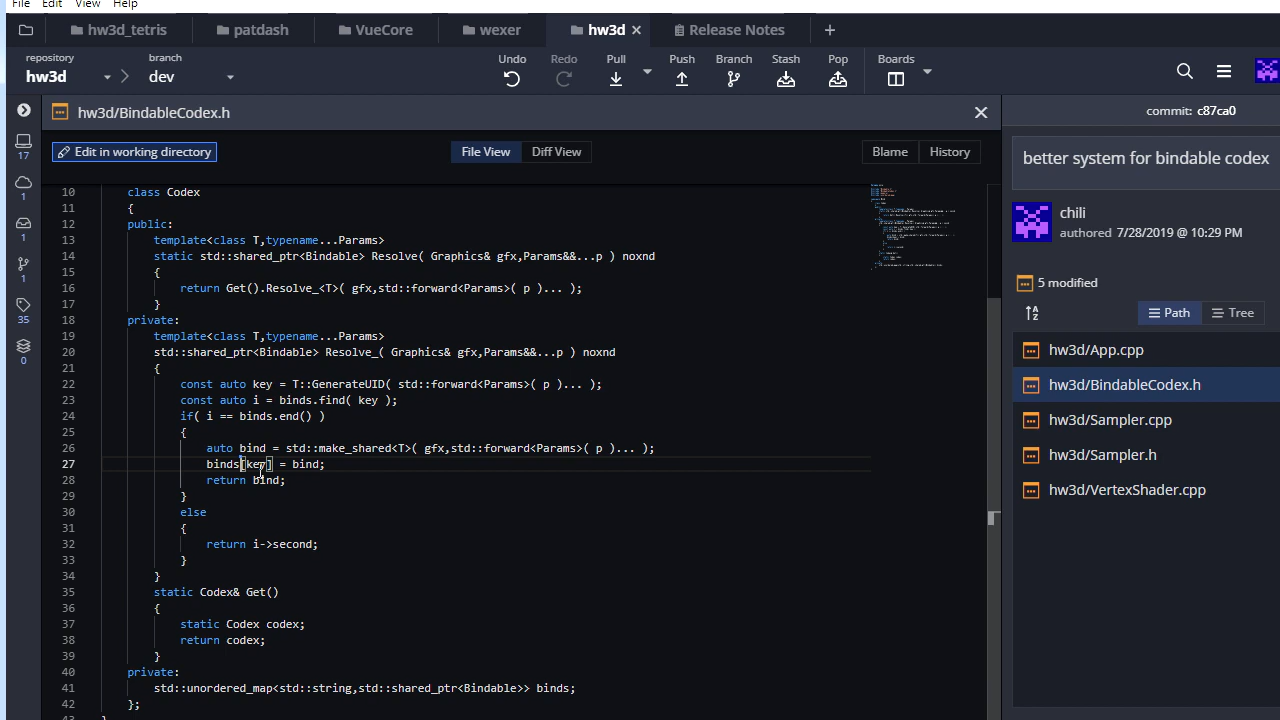 File Edit View Help
hw3d_tetris patdash VueCore wexer hw3d Release Notes
repository branch
hw3d dev
Undo Redo Pull Push Branch Stash Pop Boards
hw3d/BindableCodex.h
commit: c87ca0
Edit in working directory File View Diff View Blame History
better system for bindable codex
chili
authored 7/28/2019 @ 10:29 PM
5 modified
Path Tree
hw3d/App.cpp
hw3d/BindableCodex.h
hw3d/Sampler.cpp
hw3d/Sampler.h
hw3d/VertexShader.cpp
17
1
1
1
35
0
10 class Codex
11 {
12 public:
13 template<class T,typename...Params>
14 static std::shared_ptr<Bindable> Resolve( Graphics& gfx,Params&&...p ) noxnd
15 {
16 return Get().Resolve_<T>( gfx,std::forward<Params>( p )... );
17 }
18 private:
19 template<class T,typename...Params>
20 std::shared_ptr<Bindable> Resolve_( Graphics& gfx,Params&&...p ) noxnd
21 {
22 const auto key = T::GenerateUID( std::forward<Params>( p )... );
23 const auto i = binds.find( key );
24 if( i == binds.end() )
25 {
26 auto bind = std::make_shared<T>( gfx,std::forward<Params>( p )... );
27 binds[key] = bind;
28 return bind;
29 }
30 else
31 {
32 return i->second;
33 }
34 }
35 static Codex& Get()
36 {
37 static Codex codex;
38 return codex;
39 }
40 private:
41 std::unordered_map<std::string,std::shared_ptr<Bindable>> binds;
42 };
43 }